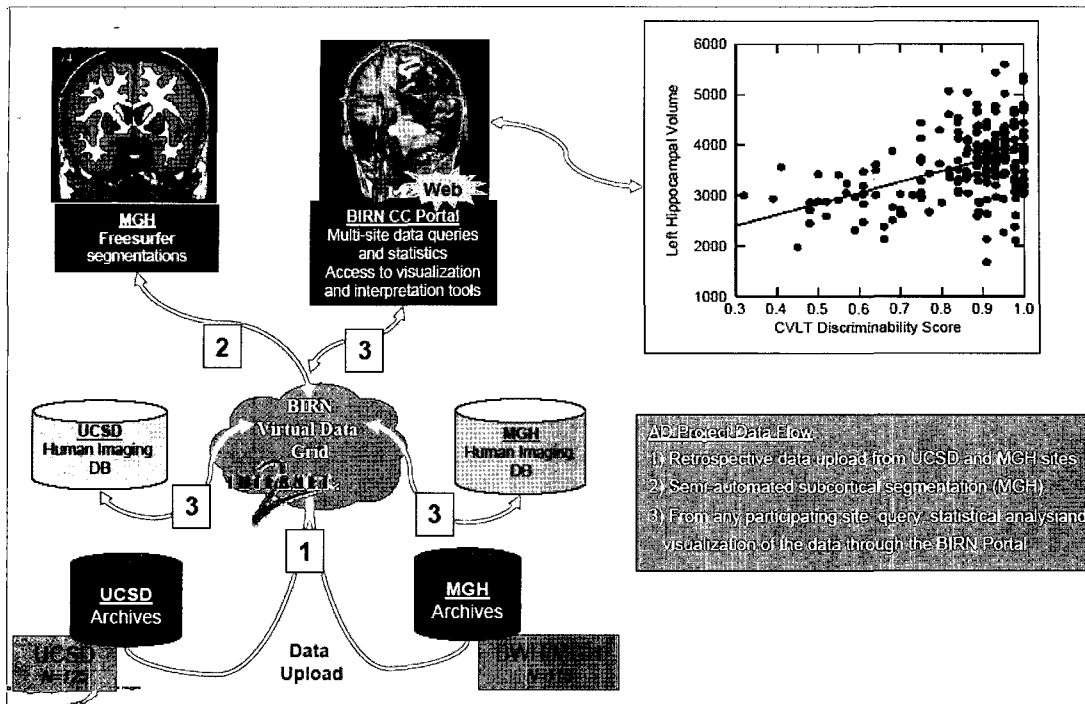 MGH
Freesurfer
segmentations
Web
BIRN CC Portal
Multi-site data queries
and statistics
Access to visualization
and interpretation tools
6000
5000
4000
3000
2000
1000
Left Hippocampal Volume
0.3 0.4 0.5 0.6 0.7 0.8 0.9 1.0
CVLT Discriminability Score
2
3
UCSD
Human Imaging
DB
BIRN
Virtual Data
Grid
INTERNET
MGH
Human Imaging
DB
3
3
1
AD Project Data Flow
1) Retrospective data upload from UCSD and MGH sites
2) Semi-automated subcortical segmentation (MGH)
3) From any participating site query statistical analysiand
visualization of the data through the BIRN Portal
UCSD
Archives
MGH
Archives
Data
Upload
UCSD